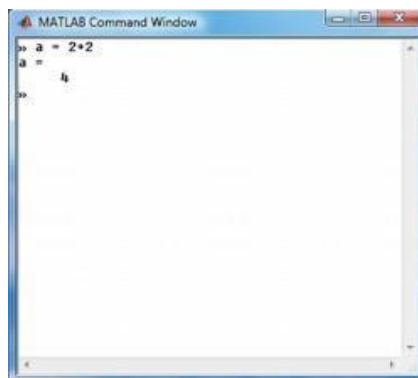 MATLAB Command Window
» a = 2+2
a =
4
»